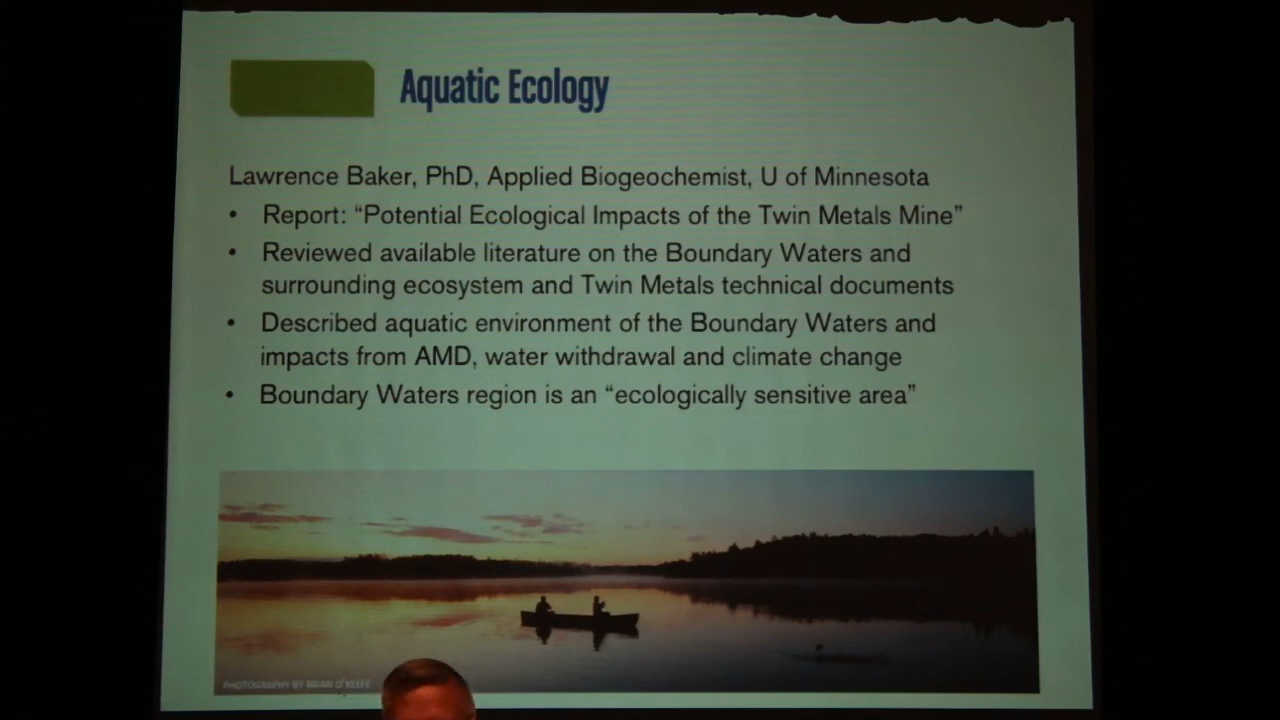 Aquatic Ecology
Lawrence Baker, PhD, Applied Biogeochemist, U of Minnesota
• Report: “Potential Ecological Impacts of the Twin Metals Mine”
• Reviewed available literature on the Boundary Waters and
surrounding ecosystem and Twin Metals technical documents
• Described aquatic environment of the Boundary Waters and
impacts from AMD, water withdrawal and climate change
• Boundary Waters region is an “ecologically sensitive area”
PHOTOGRAPHY BY BRIAN O'KEEFE